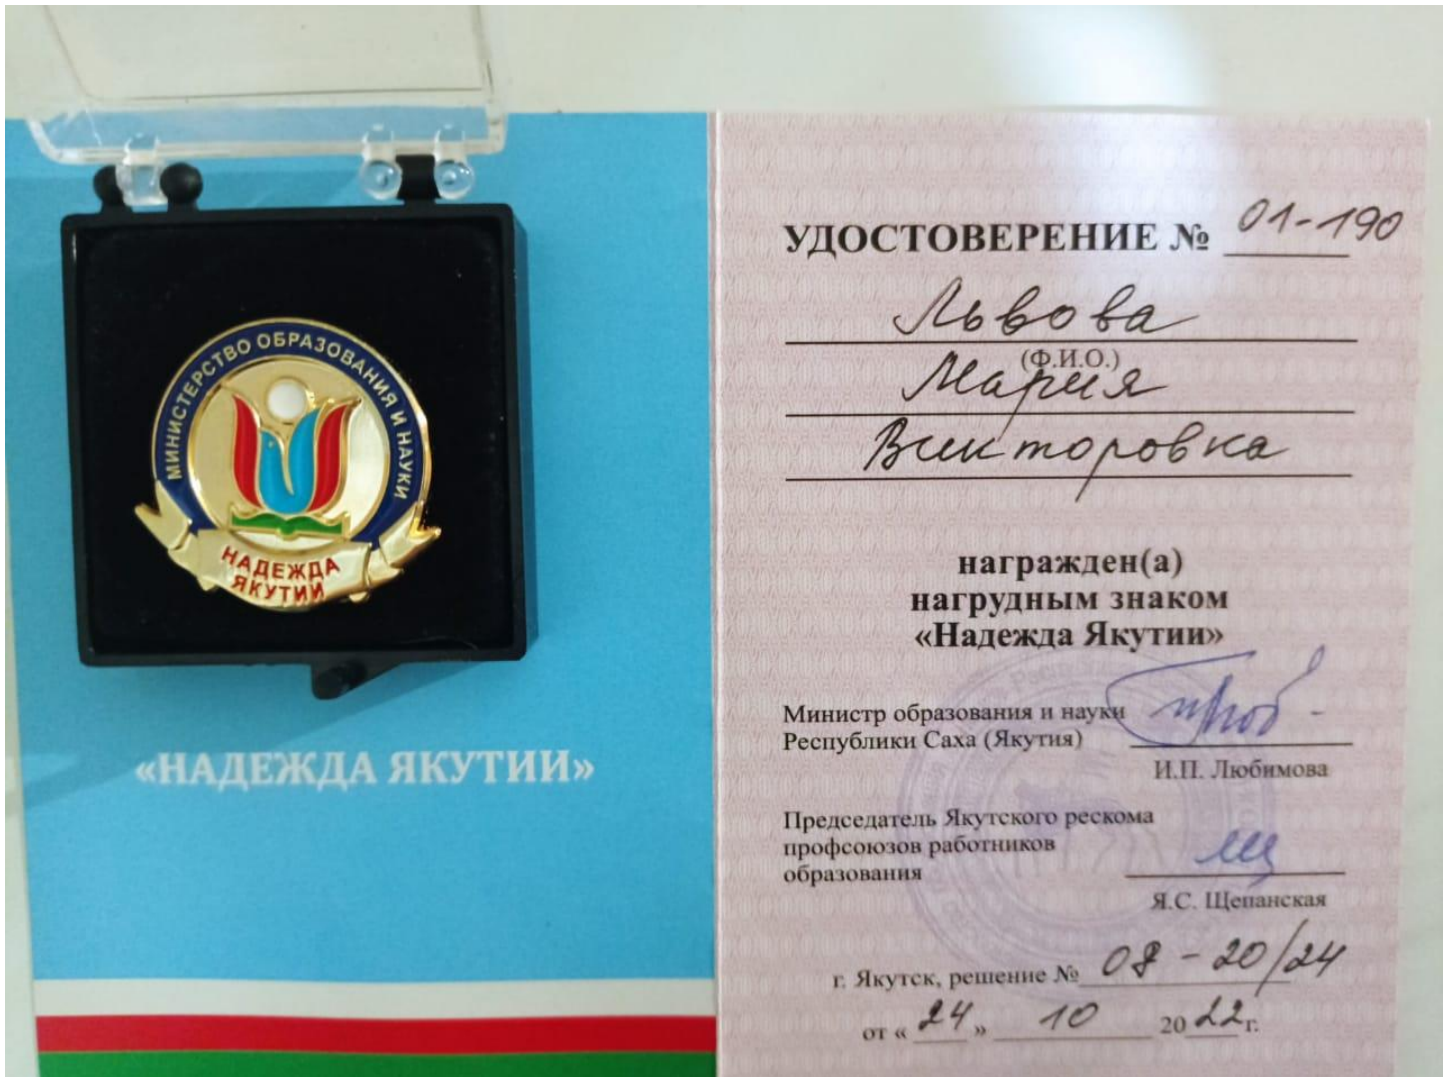 МИНИСТЕРСТВО ОБРАЗОВАНИЯ И НАУКИ
НАДЕЖДА
ЯКУТИИ
«НАДЕЖДА ЯКУТИИ»
УДОСТОВЕРЕНИЕ № 01-190
Львова
(Ф.И.О.)
Мария
Викторовна
награжден(а)
нагрудным знаком
«Надежда Якутии»
Министр образования и науки
Республики Саха (Якутия)
И.П. Любимова
Председатель Якутского рескома
профсоюзов работников
образования
Я.С. Щепанская
г. Якутск, решение № 08-20/24
от « 24 » 10 2022 г.